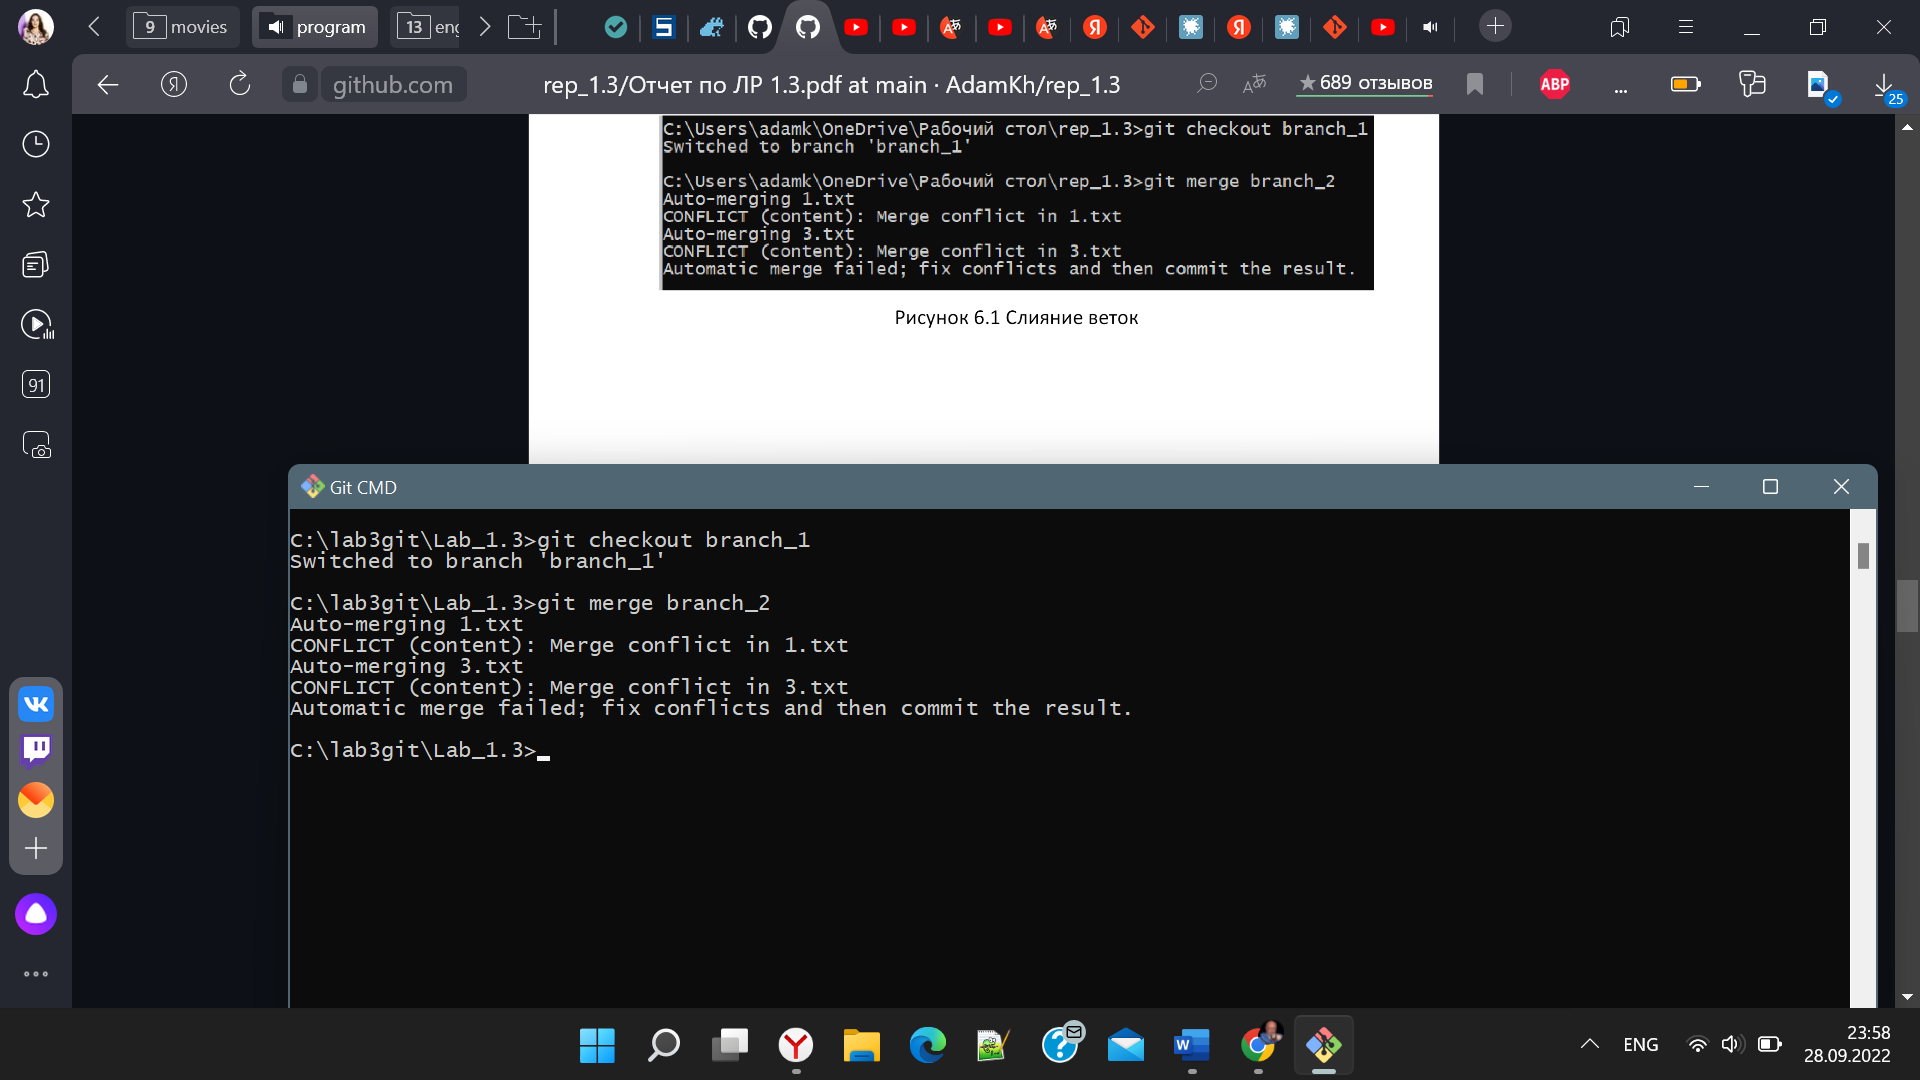 9 movies
program
13 eng
github.com
rep_1.3/Отчет по ЛР 1.3.pdf at main · AdamKh/rep_1.3
★ 689 отзывов
ABP
25
91
C:\Users\adamk\OneDrive\Рабочий стол\rep_1.3>git checkout branch_1
Switched to branch 'branch_1'
C:\Users\adamk\OneDrive\Рабочий стол\rep_1.3>git merge branch_2
Auto-merging 1.txt
CONFLICT (content): Merge conflict in 1.txt
Auto-merging 3.txt
CONFLICT (content): Merge conflict in 3.txt
Automatic merge failed; fix conflicts and then commit the result.
Рисунок 6.1 Слияние веток
Git CMD
C:\lab3git\Lab_1.3>git checkout branch_1
Switched to branch 'branch_1'
C:\lab3git\Lab_1.3>git merge branch_2
Auto-merging 1.txt
CONFLICT (content): Merge conflict in 1.txt
Auto-merging 3.txt
CONFLICT (content): Merge conflict in 3.txt
Automatic merge failed; fix conflicts and then commit the result.
C:\lab3git\Lab_1.3>
ENG
23:58
28.09.2022